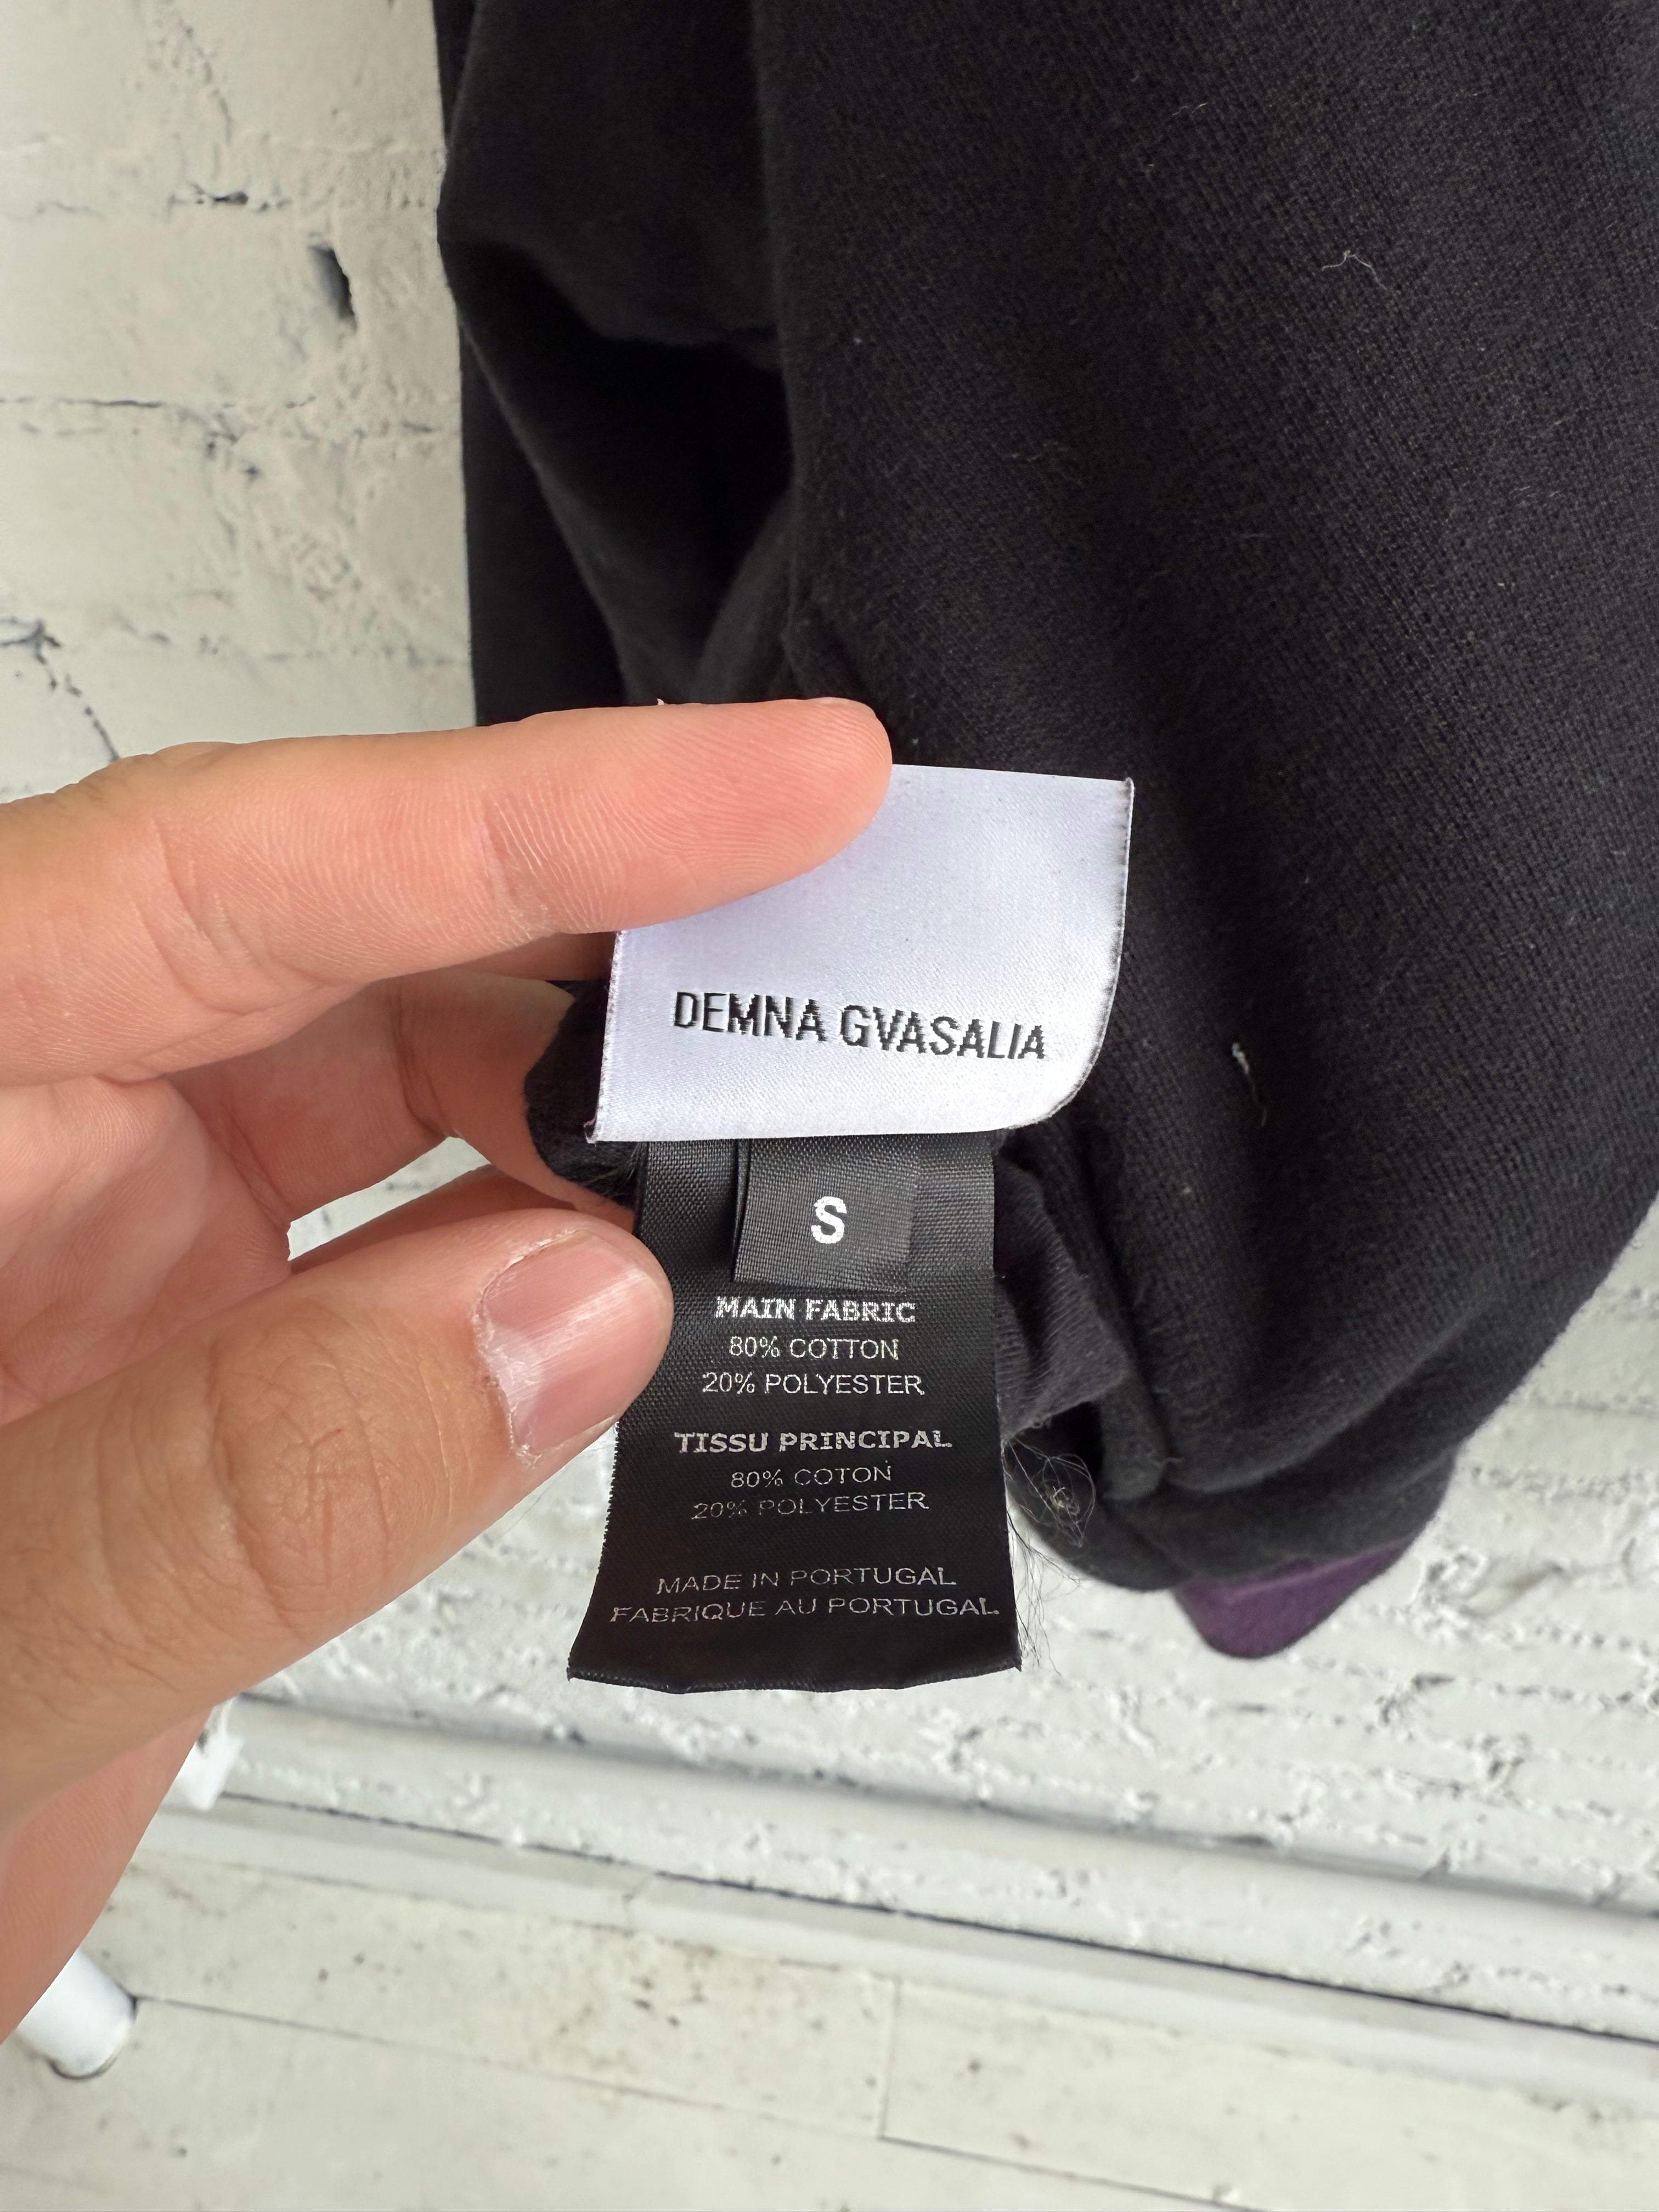 DEMNA GVASALIA
S
MAIN FABRIC
80% COTTON
20% POLYESTER
TISSU PRINCIPAL
80% COTON
20% POLYESTER
MADE IN PORTUGAL
FABRIQUE AU PORTUGAL